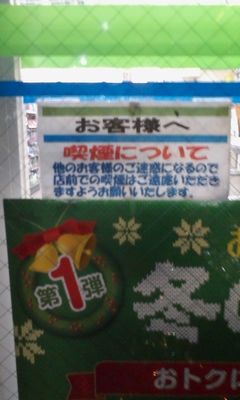 お客様へ
喫煙について
他のお客様のご迷惑になるので
店前での喫煙はご遠慮いただき
ますようお願いいたします。
第1弾
お
冬の
おトクに